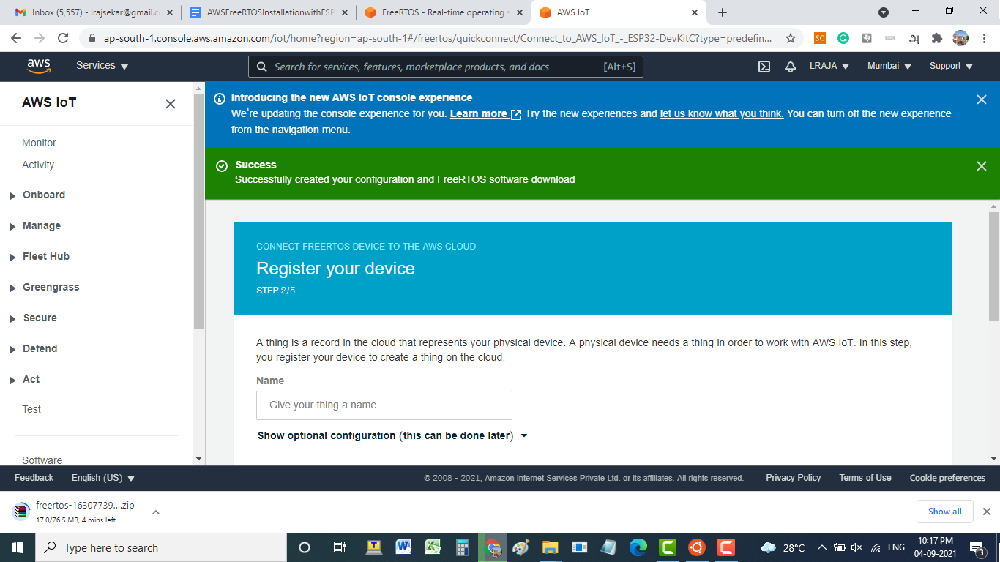 Inbox (5,557) - lrajsekar@gmail.c
AWSFreeRTOSInstallationwithESP
FreeRTOS - Real-time operating s
AWS IoT
ap-south-1.console.aws.amazon.com/iot/home?region=ap-south-1#/freertos/quickconnect/Connect_to_AWS_IoT_-_ESP32-DevKitC?type=predefin...
SC
G
அ
aws
Services
Search for services, features, marketplace products, and docs
[Alt+S]
LRAJA
Mumbai
Support
AWS IoT
Monitor
Activity
Onboard
Manage
Fleet Hub
Greengrass
Secure
Defend
Act
Test
Software
Introducing the new AWS IoT console experience
We're updating the console experience for you. Learn more Try the new experiences and let us know what you think. You can turn off the new experience
from the navigation menu.
Success
Successfully created your configuration and FreeRTOS software download
CONNECT FREERTOS DEVICE TO THE AWS CLOUD
Register your device
STEP 2/5
A thing is a record in the cloud that represents your physical device. A physical device needs a thing in order to work with AWS IoT. In this step,
you register your device to create a thing on the cloud.
Name
Give your thing a name
Show optional configuration (this can be done later)
Feedback
English (US)
© 2008 - 2021, Amazon Internet Services Private Ltd. or its affiliates. All rights reserved.
Privacy Policy
Terms of Use
Cookie preferences
freertos-16307739....zip
17.0/76.5 MB, 4 mins left
Show all
Type here to search
28°C
ENG
10:17 PM
04-09-2021
3